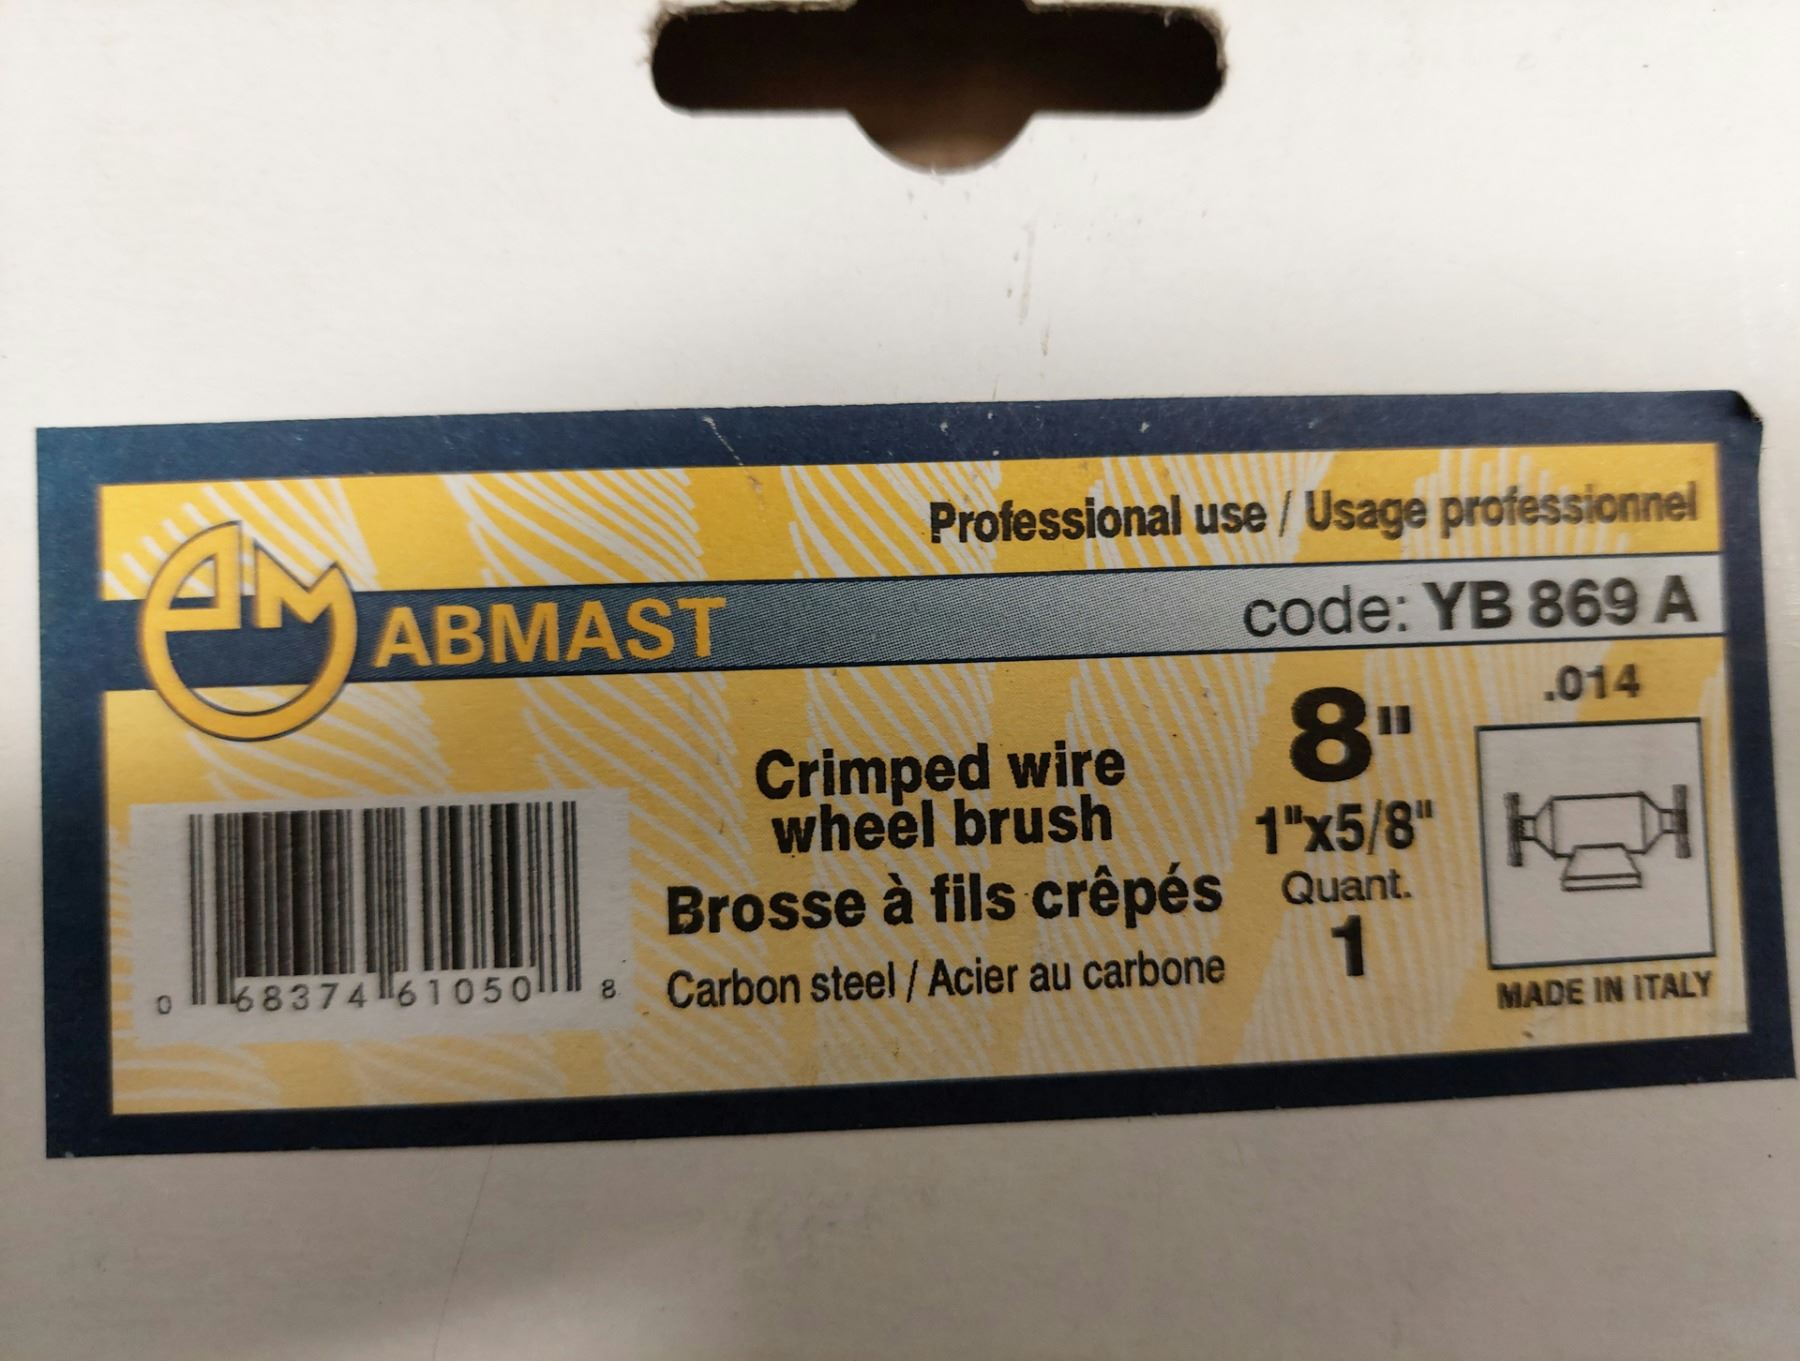 Professional use / Usage professionnel
AM ABMAST
code: YB 869 A
.014
8"
Crimped wire
wheel brush
1"x5/8"
Brosse à fils crêpés
Quant.
1
Carbon steel / Acier au carbone
0 68374 61050 8
MADE IN ITALY